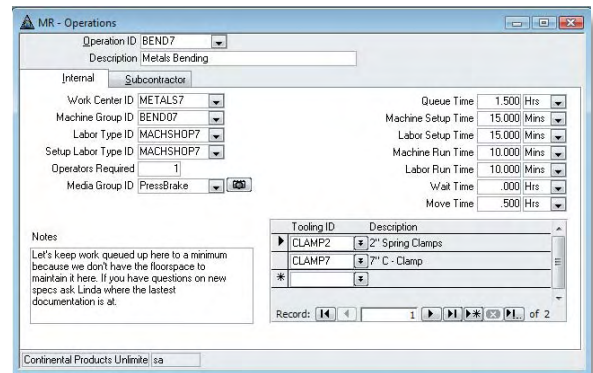 MR - Operations
Operation ID BEND7
Description Metals Bending
Internal Subcontractor
Work Center ID METALS7
Machine Group ID BEND07
Labor Type ID MACHSHOP7
Setup Labor Type ID MACHSHOP7
Operators Required 1
Media Group ID PressBrake
Queue Time 1.500 Hrs
Machine Setup Time 15.000 Mins
Labor Setup Time 15.000 Mins
Machine Run Time 10.000 Mins
Labor Run Time 10.000 Mins
Wait Time .000 Hrs
Move Time .500 Hrs
Notes
Let's keep work queued up here to a minimum
because we don't have the floorspace to
maintain it here. If you have questions on new
specs ask Linda where the lastest
documentation is at.
Tooling ID Description
CLAMP2 2" Spring Clamps
CLAMP7 7" C - Clamp
Record: 1 of 2
Continental Products Unlimite sa